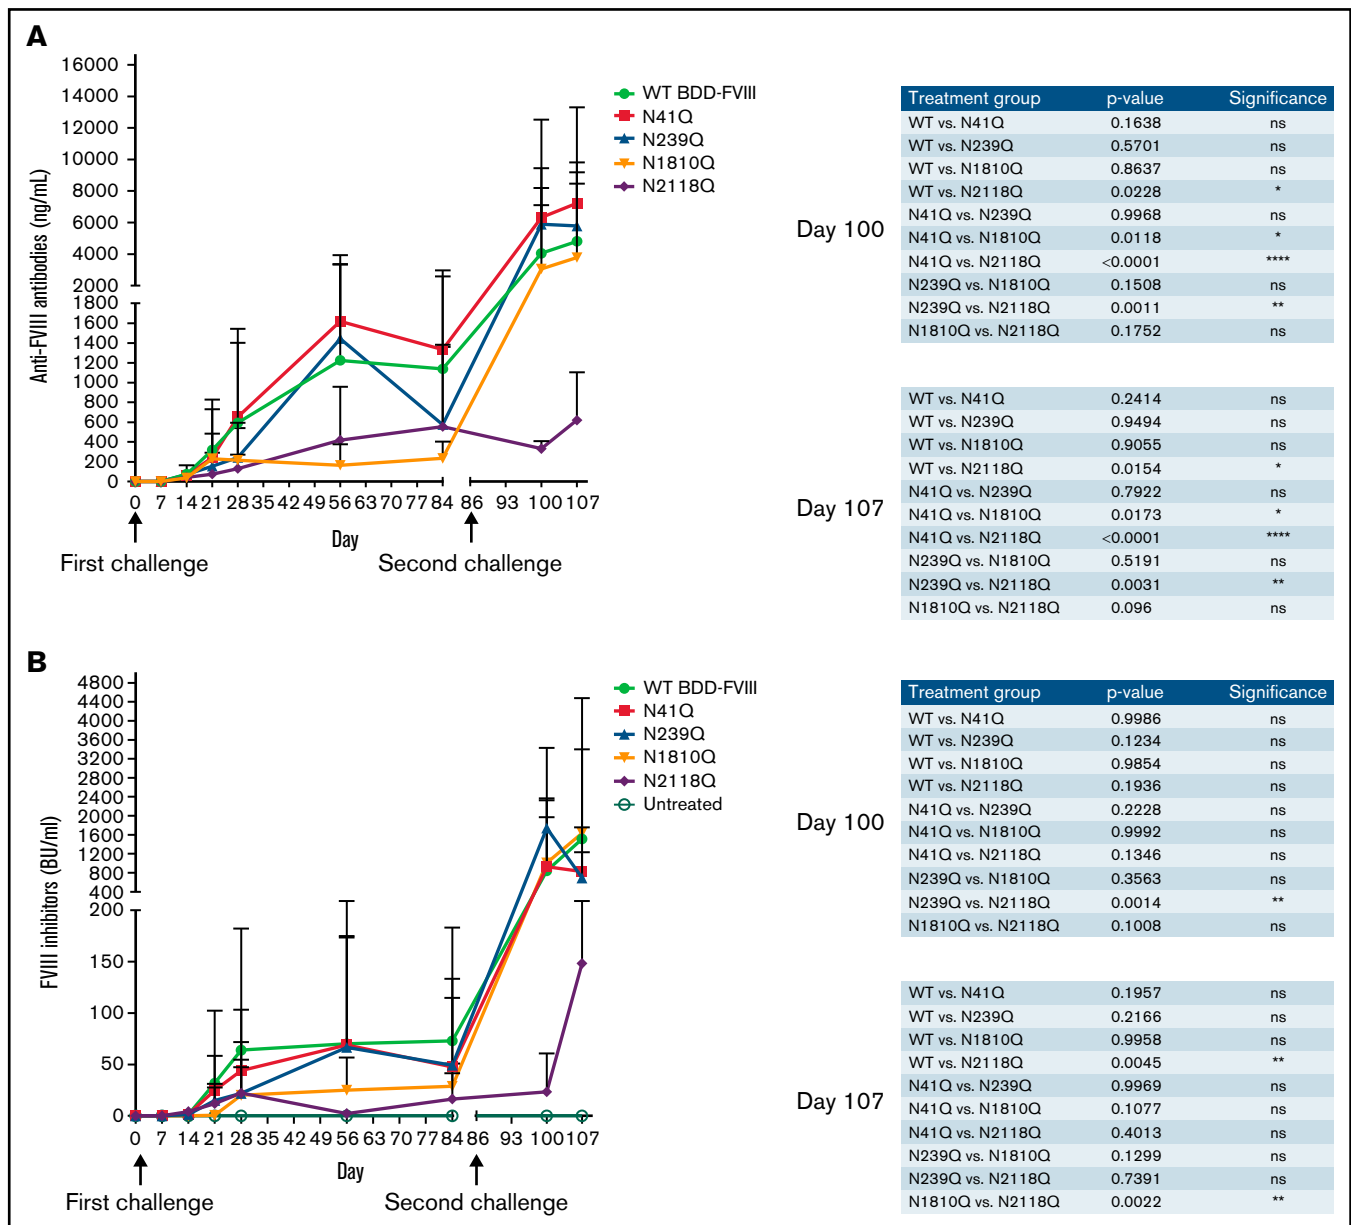 A
16000
14000
12000
10000
8000
6000
4000
2000
1800
1600
1400
1200
1000
800
600
400
200
0
Anti-FVIII antibodies (ng/mL)
0 7 14 21 28 35 42 49 56 63 70 77 84 86 93 100 107
Day
First challenge
Second challenge
WT BDD-FVIII
N41Q
N239Q
N1810Q
N2118Q
Day 100
Treatment group p-value Significance
WT vs. N41Q 0.1638 ns
WT vs. N239Q 0.5701 ns
WT vs. N1810Q 0.8637 ns
WT vs. N2118Q 0.0228 *
N41Q vs. N239Q 0.9968 ns
N41Q vs. N1810Q 0.0118 *
N41Q vs. N2118Q <0.0001 ****
N239Q vs. N1810Q 0.1508 ns
N239Q vs. N2118Q 0.0011 **
N1810Q vs. N2118Q 0.1752 ns
Day 107
WT vs. N41Q 0.2414 ns
WT vs. N239Q 0.9494 ns
WT vs. N1810Q 0.9055 ns
WT vs. N2118Q 0.0154 *
N41Q vs. N239Q 0.7922 ns
N41Q vs. N1810Q 0.0173 *
N41Q vs. N2118Q <0.0001 ****
N239Q vs. N1810Q 0.5191 ns
N239Q vs. N2118Q 0.0031 **
N1810Q vs. N2118Q 0.096 ns
B
4800
4400
4000
3600
3200
2800
2400
2000
1600
1200
800
400
200
150
100
50
0
FVIII inhibitors (BU/ml)
0 7 14 21 28 35 42 49 56 63 70 77 84 86 93 100 107
Day
First challenge
Second challenge
WT BDD-FVIII
N41Q
N239Q
N1810Q
N2118Q
Untreated
Day 100
Treatment group p-value Significance
WT vs. N41Q 0.9986 ns
WT vs. N239Q 0.1234 ns
WT vs. N1810Q 0.9854 ns
WT vs. N2118Q 0.1936 ns
N41Q vs. N239Q 0.2228 ns
N41Q vs. N1810Q 0.9992 ns
N41Q vs. N2118Q 0.1346 ns
N239Q vs. N1810Q 0.3563 ns
N239Q vs. N2118Q 0.0014 **
N1810Q vs. N2118Q 0.1008 ns
Day 107
WT vs. N41Q 0.1957 ns
WT vs. N239Q 0.2166 ns
WT vs. N1810Q 0.9958 ns
WT vs. N2118Q 0.0045 **
N41Q vs. N239Q 0.9969 ns
N41Q vs. N1810Q 0.1077 ns
N41Q vs. N2118Q 0.4013 ns
N239Q vs. N1810Q 0.1299 ns
N239Q vs. N2118Q 0.7391 ns
N1810Q vs. N2118Q 0.0022 **